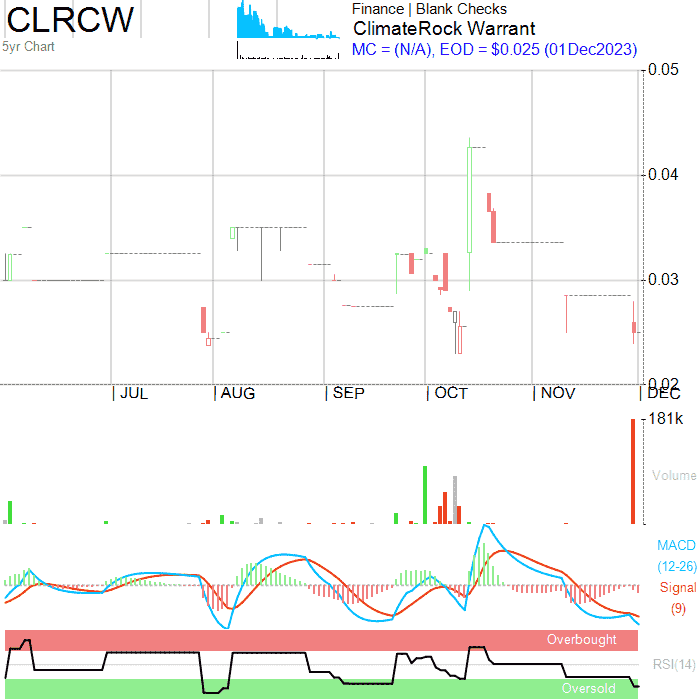 CLRCW
5yr Chart
Finance | Blank Checks
ClimateRock Warrant
MC = (N/A), EOD = $0.025 (01Dec2023)
0.05
0.04
0.03
0.02
JUL AUG SEP OCT NOV DEC
181k
Volume
MACD
(12-26)
Signal
(9)
Overbought
RSI(14)
Oversold